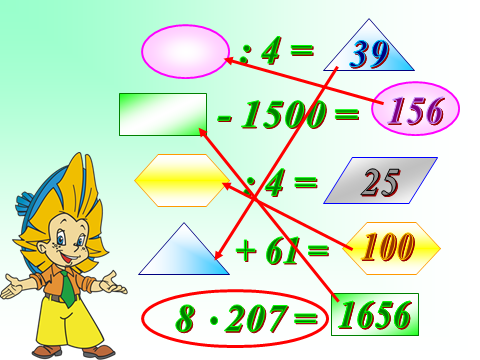 : 4 = 39
- 1500 = 156
: 4 = 25
+ 61 = 100
8 · 207 = 1656